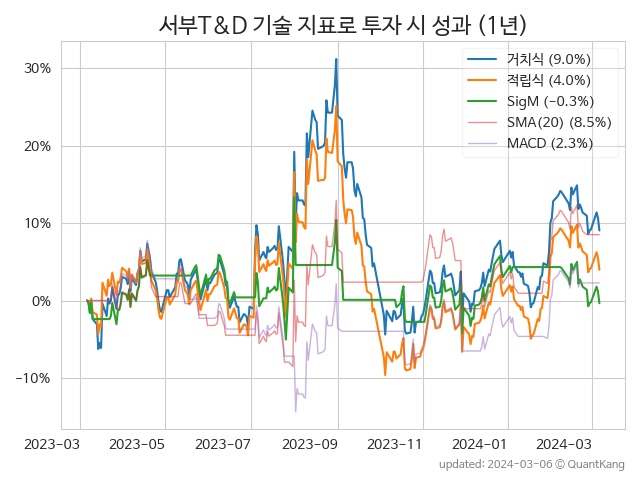 서부T&D 기술 지표로 투자 시 성과 (1년)
거치식 (9.0%)
적립식 (4.0%)
SigM (-0.3%)
SMA(20) (8.5%)
MACD (2.3%)
30%
20%
10%
0%
-10%
2023-03 2023-05 2023-07 2023-09 2023-11 2024-01 2024-03
updated: 2024-03-06 ⓒ QuantKang